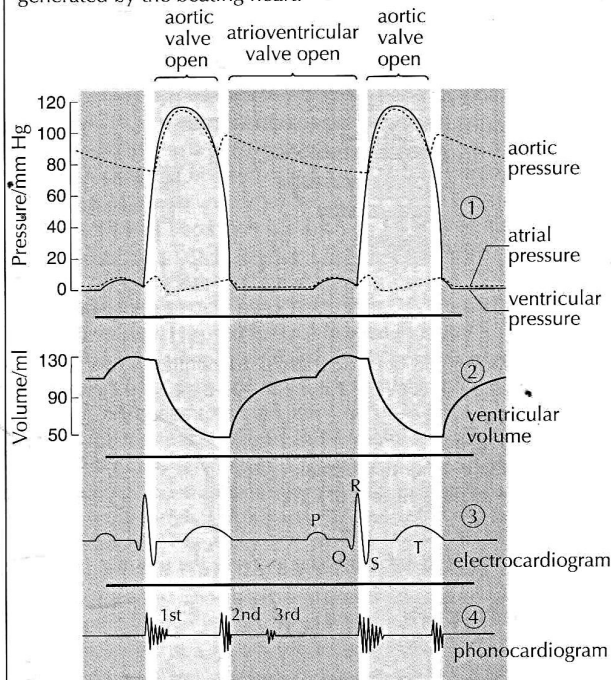 generated by the beating heart.
aortic
valve
open
atrioventricular
valve open
aortic
valve
open
Pressure/mm Hg
120
100
80
60
40
20
0
aortic
pressure
1
atrial
pressure
ventricular
pressure
Volume/ml
130
90
50
2
ventricular
volume
R
P
Q
S
T
3
electrocardiogram
1st
2nd
3rd
4
phonocardiogram